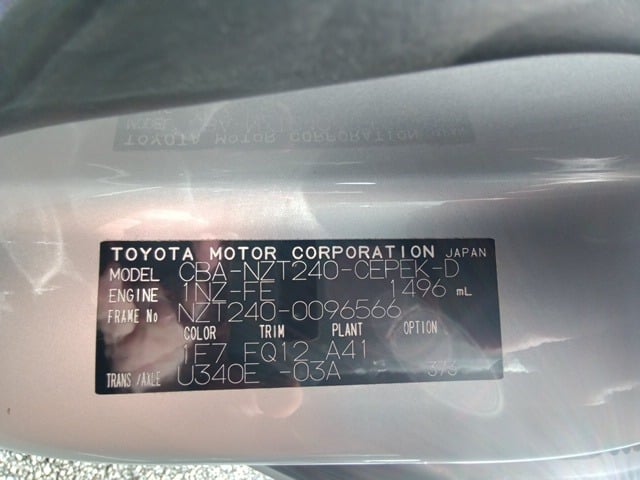 TOYOTA MOTOR CORPORATION JAPAN
MODEL CBA-NZT240-CEPEK-D
ENGINE 1NZ-FE 1496 mL
FRAME No NZT240-0096566
COLOR TRIM PLANT OPTION
1F7 FQ12 A41
TRANS/AXLE U340E -03A 373